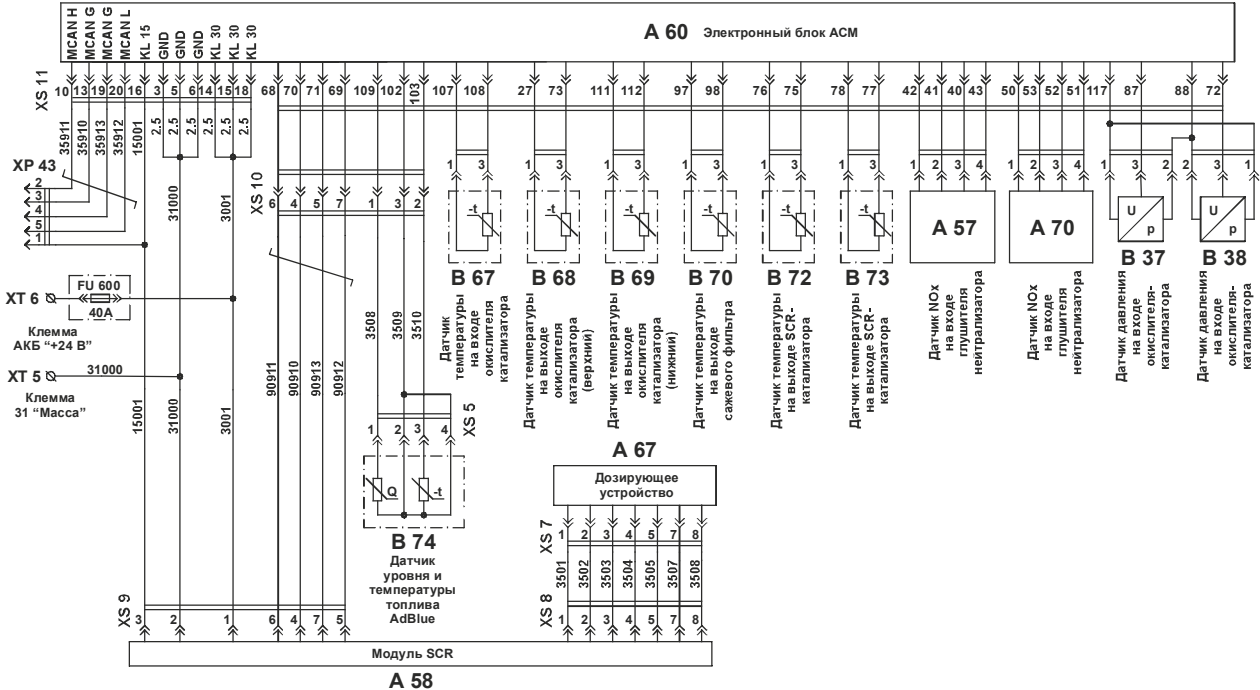 A 60 Электронный блок ACM
MCAN H
MCAN G
MCAN G
MCAN L
KL 15
GND
GND
GND
KL 30
KL 30
KL 30
XS 11
10 13 19 20 16 3 5 6 14 15 18 68 70 71 69 109 102 103 107 108 27 73 111 112 97 98 76 75 78 77 42 41 40 43 50 53 52 51 117 87 88 72
35911
35910
35913
35912
15001
2.5
2.5
2.5
2.5
2.5
2.5
XP 43
2
3
4
5
1
31000
3001
XS 10
6 4 5 7 1 3 2
1 3 1 3 1 3 1 3 1 3 1 3 1 2 3 4 1 2 3 4 1 3 2 2 3 1
-t -t -t -t -t -t
A 57
A 70
U
p
U
p
B 67
B 68
B 69
B 70
B 72
B 73
B 37
B 38
XT 6
FU 600
40A
Клемма
АКБ “+24 В”
XT 5
31000
Клемма
31 “Масса”
Датчик
температуры
на входе
окислителя
катализатора
Датчик температуры
на выходе
окислителя
катализатора
(верхний)
Датчик температуры
на выходе
окислителя
катализатора
(нижний)
Датчик температуры
на выходе
сажевого фильтра
Датчик температуры
на выходе SCR-
катализатора
Датчик температуры
на выходе SCR-
катализатора
Датчик NOx
на входе
глушителя
нейтрализатора
Датчик NOx
на входе
глушителя
нейтрализатора
Датчик давления
на входе
окислителя-
катализатора
Датчик давления
на входе
окислителя-
катализатора
15001
31000
3001
90911
90910
90913
90912
3508
3509
3510
XS 5
1 2 3 4
Q
-t
B 74
Датчик
уровня и
температуры
топлива
AdBlue
A 67
Дозирующее
устройство
XS 7
1 2 3 4 5 7 8
3501
3502
3503
3504
3505
3507
3508
XS 8
1 2 3 4 5 7 8
XS 9
3 2 1 6 4 7 5
Модуль SCR
A 58